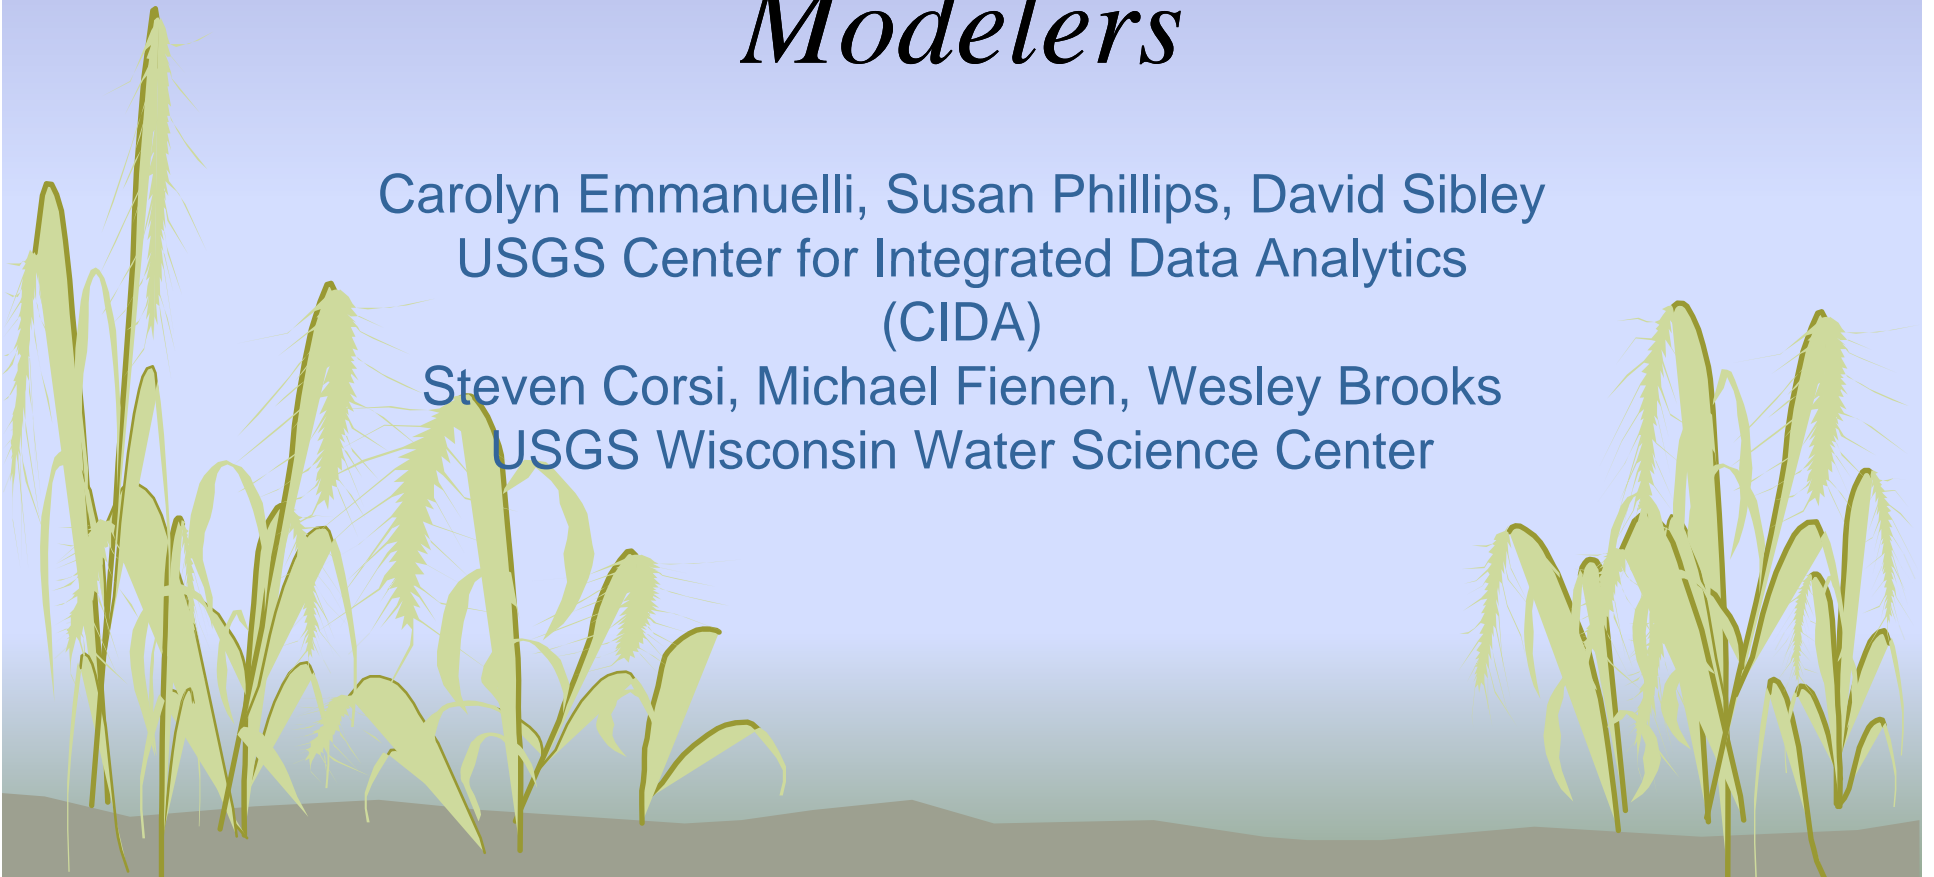 Modelers
Carolyn Emmanuelli, Susan Phillips, David Sibley
USGS Center for Integrated Data Analytics
(CIDA)
Steven Corsi, Michael Fienen, Wesley Brooks
USGS Wisconsin Water Science Center